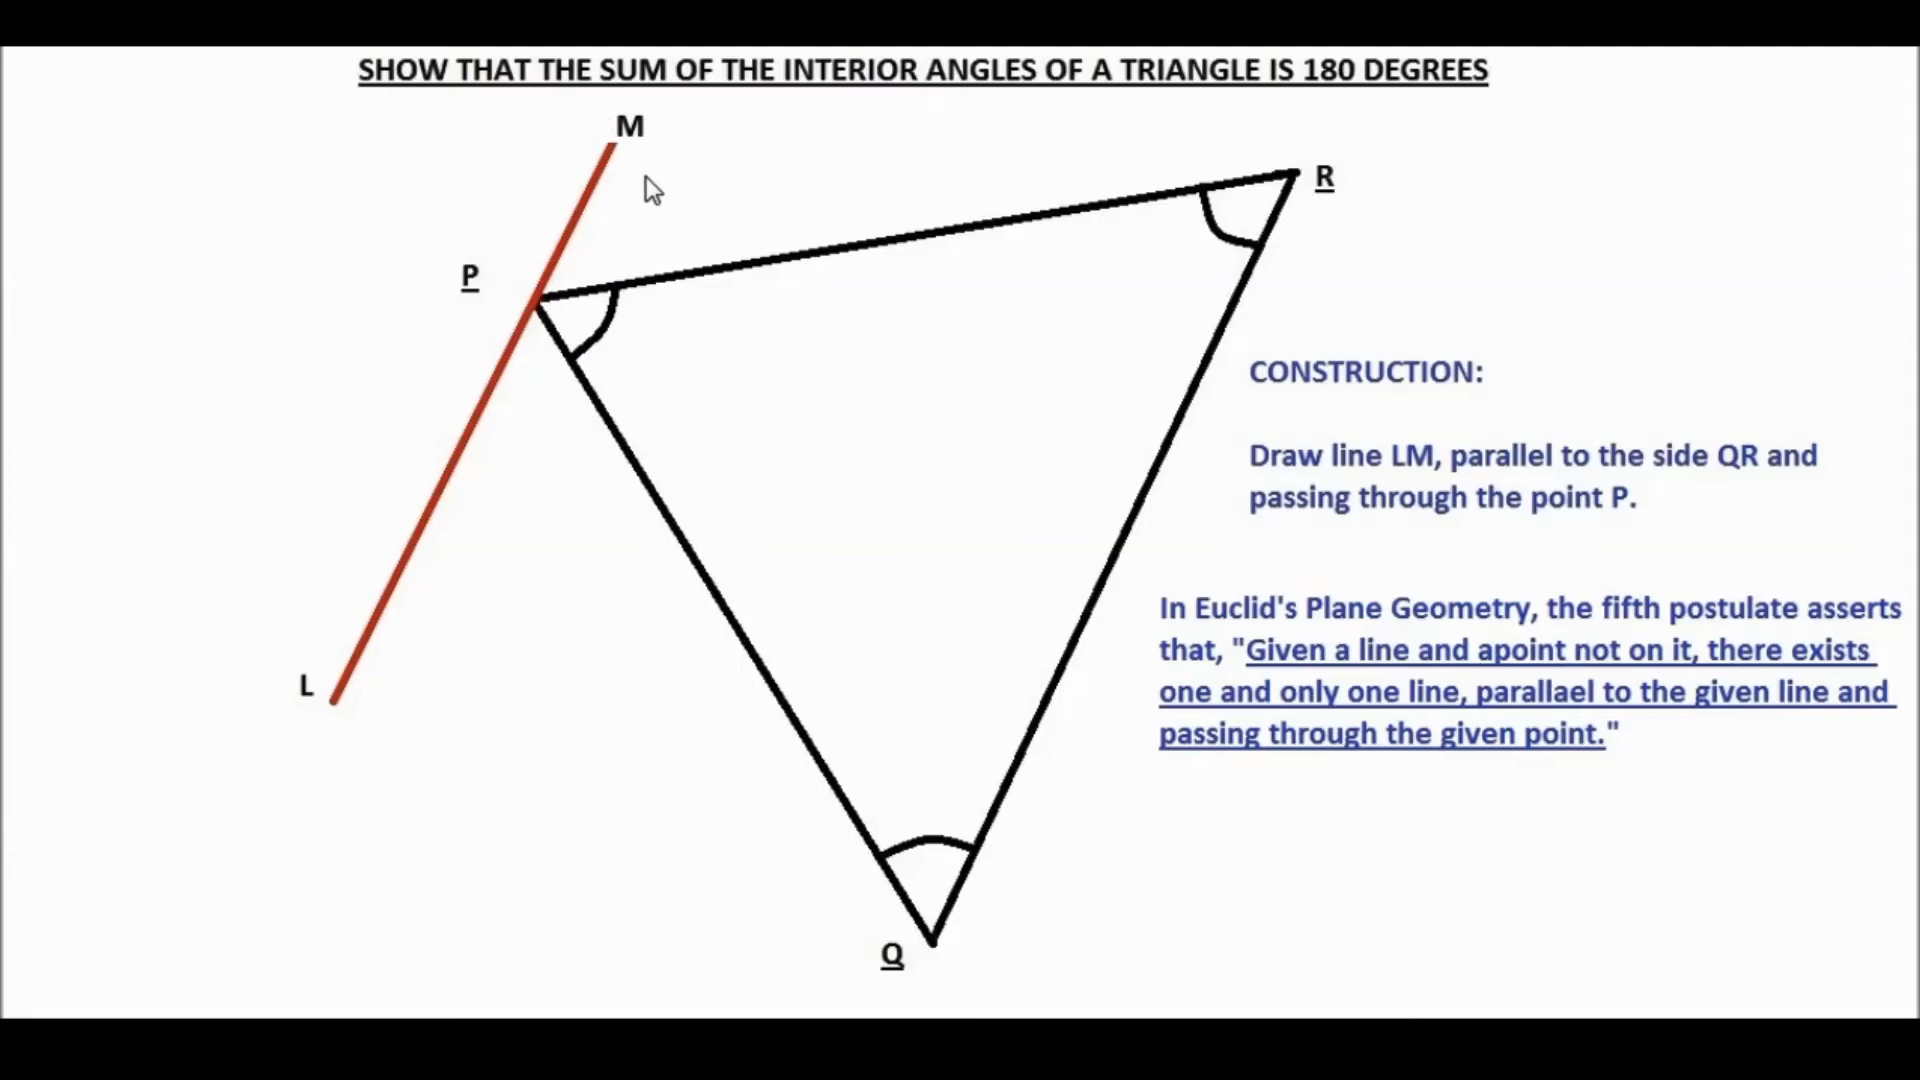 SHOW THAT THE SUM OF THE INTERIOR ANGLES OF A TRIANGLE IS 180 DEGREES
M
R
P
CONSTRUCTION:
Draw line LM, parallel to the side QR and
passing through the point P.
In Euclid's Plane Geometry, the fifth postulate asserts
that, "Given a line and apoint not on it, there exists
one and only one line, parallael to the given line and
passing through the given point."
L
Q